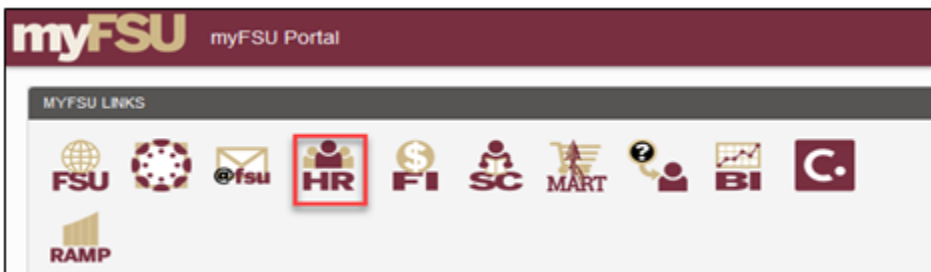 myFSU myFSU Portal
MYFSU LINKS
FSU @fsu HR $ FI SC MART ? BI C.
RAMP